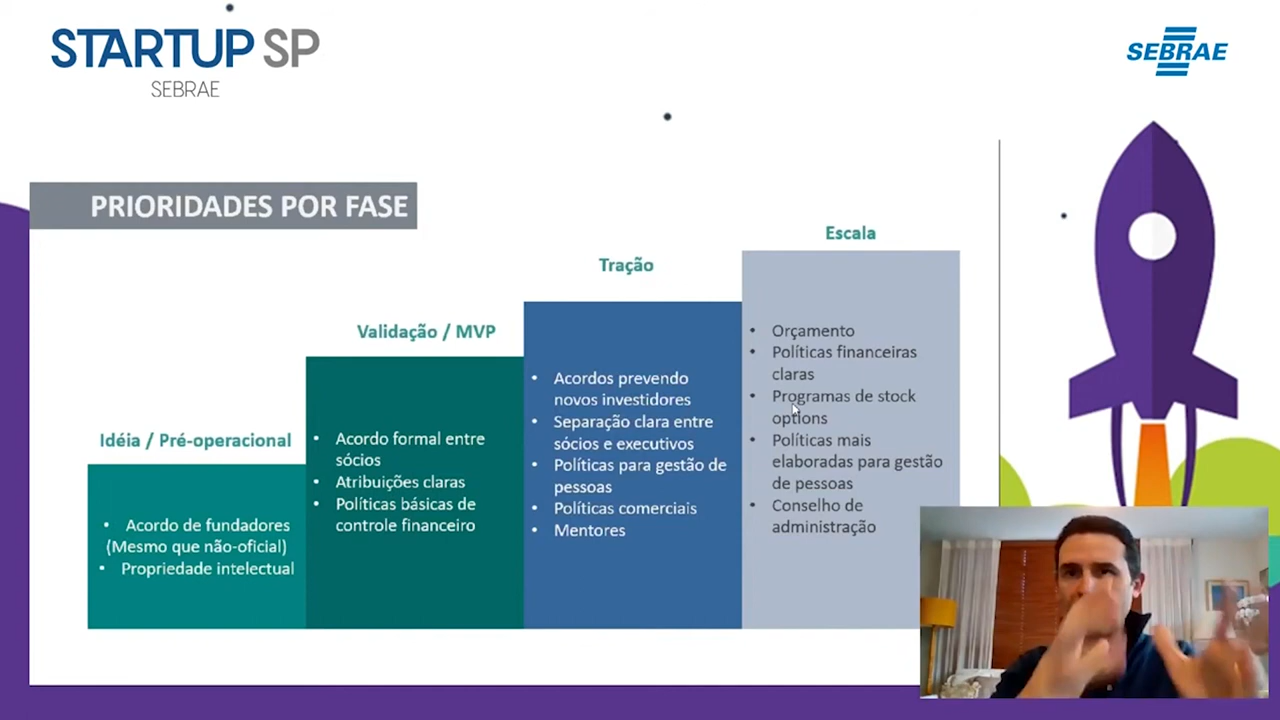 STARTUP SP
SEBRAE
SEBRAE
PRIORIDADES POR FASE
Idéia / Pré-operacional
• Acordo de fundadores
(Mesmo que não-oficial)
• Propriedade intelectual
Validação / MVP
• Acordo formal entre
sócios
• Atribuições claras
• Políticas básicas de
controle financeiro
Tração
• Acordos prevendo
novos investidores
• Separação clara entre
sócios e executivos
• Políticas para gestão de
pessoas
• Políticas comerciais
• Mentores
Escala
• Orçamento
• Políticas financeiras
claras
• Programas de stock
options
• Políticas mais
elaboradas para gestão
de pessoas
• Conselho de
administração